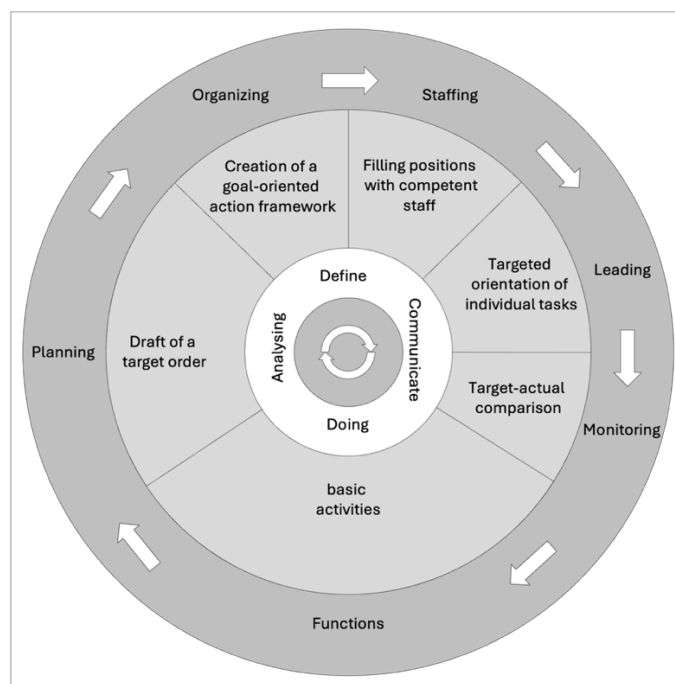 Organizing
Staffing
Creation of a
goal-oriented
action framework
Filling positions
with competent
staff
Define
Targeted
orientation of
individual tasks
Leading
Planning
Draft of a
target order
Analysing
Communicate
Target-actual
comparison
Doing
Monitoring
basic
activities
Functions